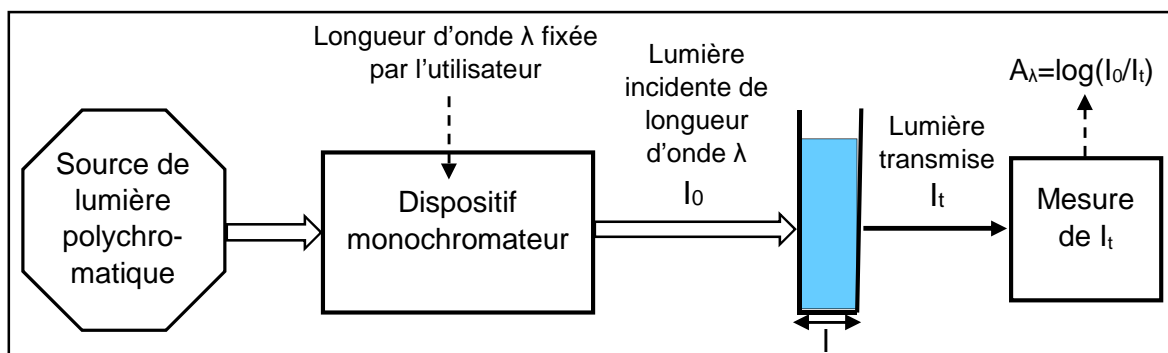 Source de
lumière
polychro-
matique
Longueur d'onde λ fixée
par l'utilisateur
Dispositif
monochromateur
Lumière
incidente de
longueur
d'onde λ
I₀
l
Lumière
transmise
Iₜ
Aλ=log(I₀/Iₜ)
Mesure
de Iₜ